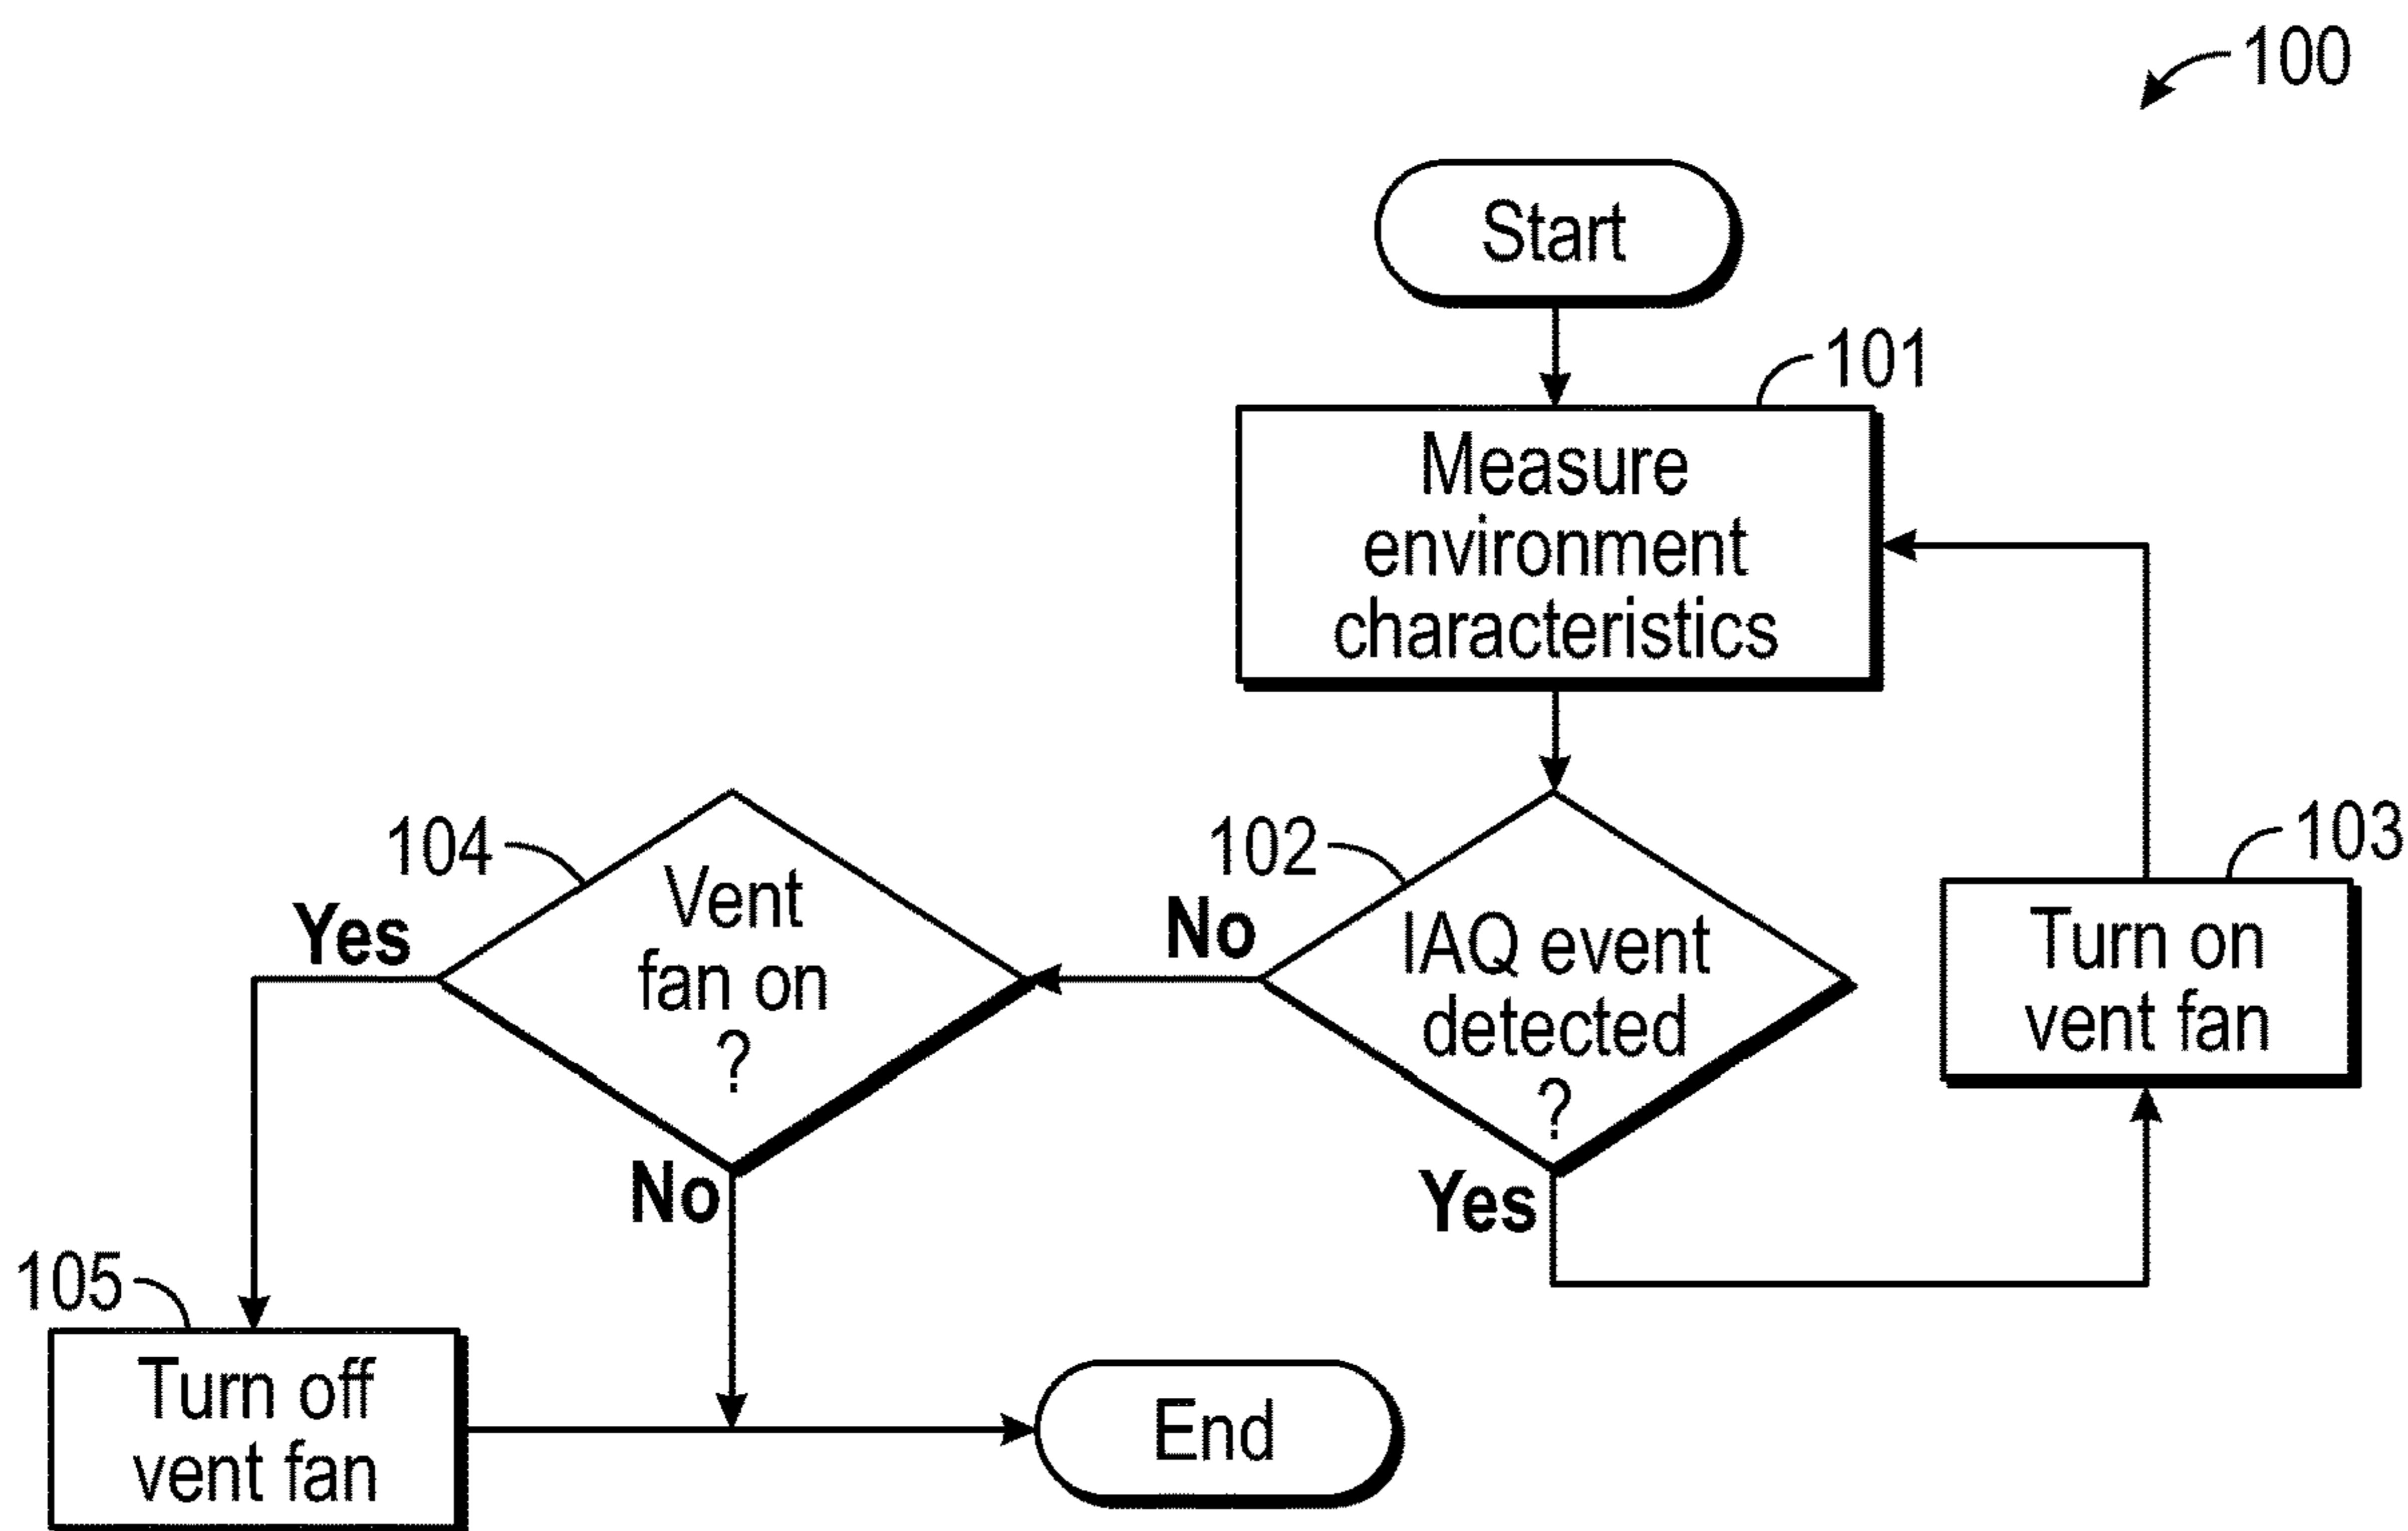 100
Start
101
Measure
environment
characteristics
104
Vent
fan on
?
Yes
No
102
IAQ event
detected
?
No
Yes
103
Turn on
vent fan
105
Turn off
vent fan
End